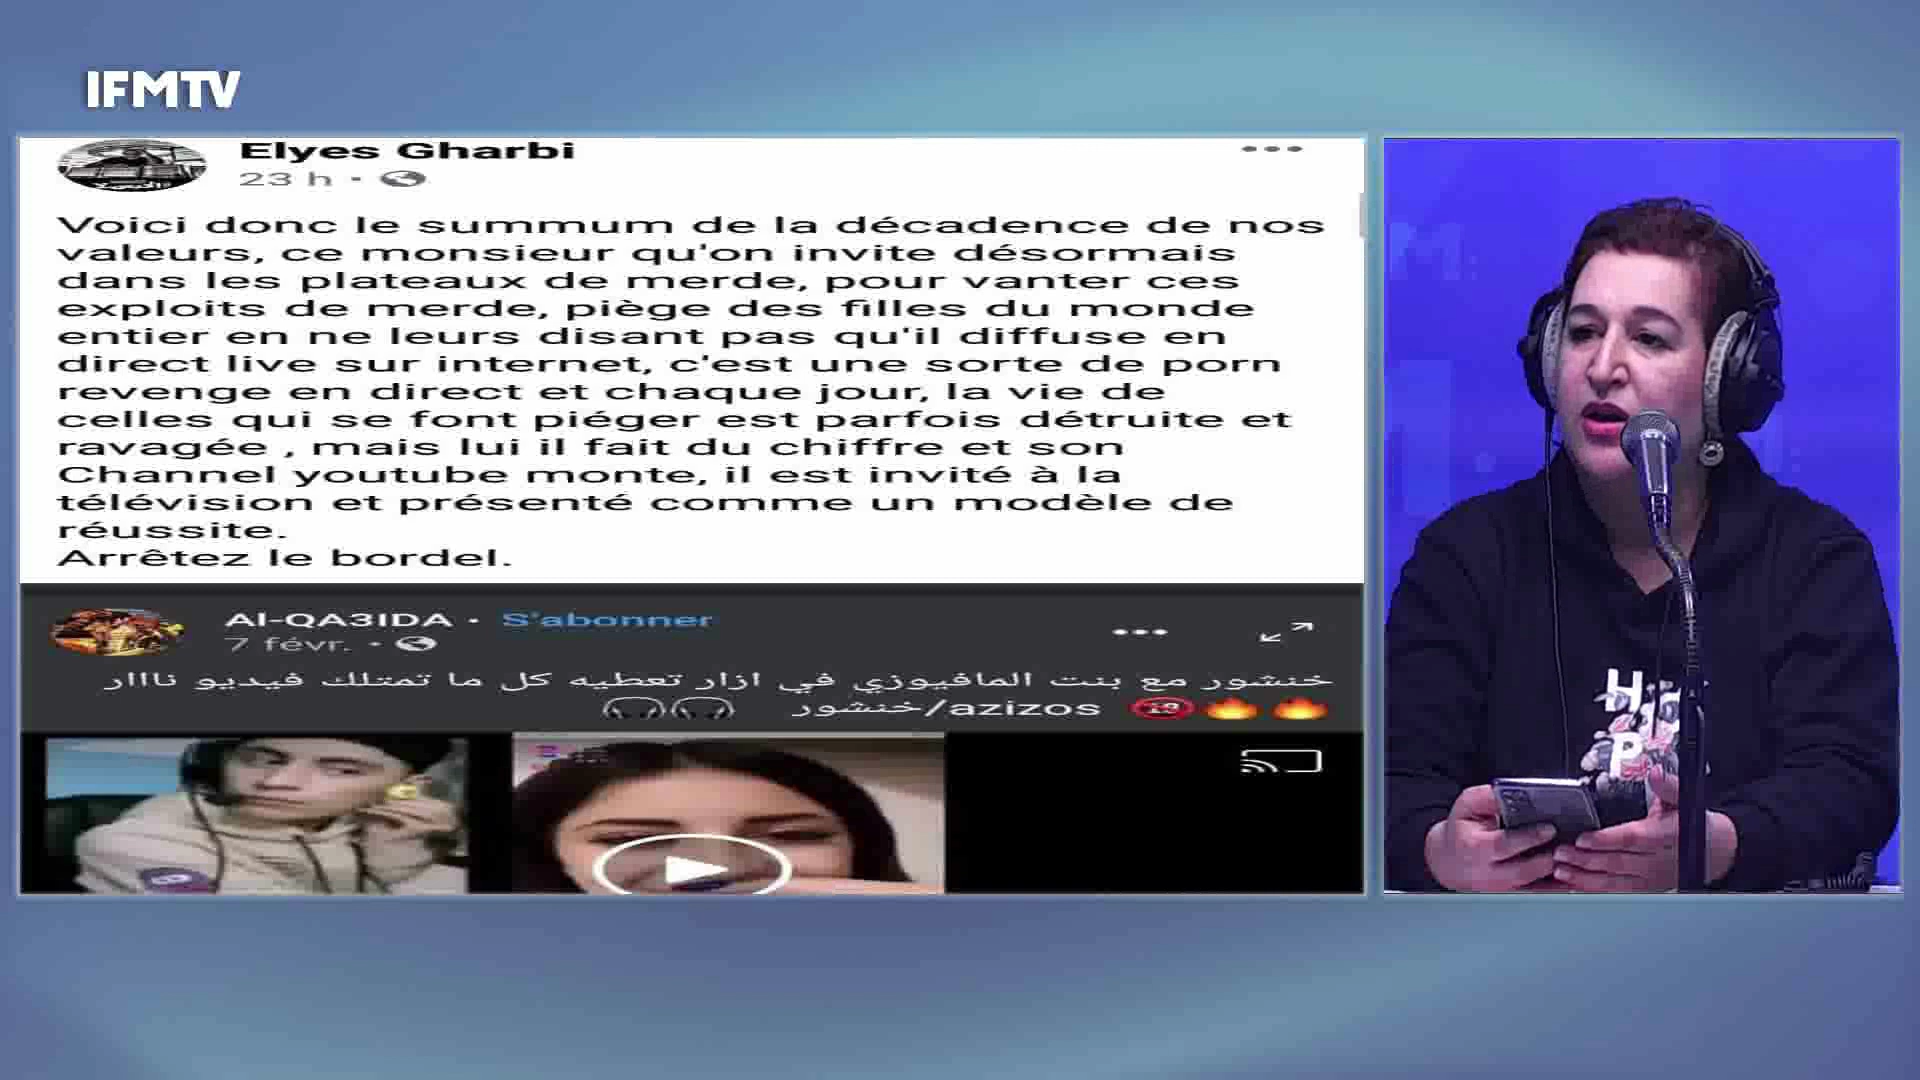 IFMTV
Elyes Gharbi
23 h
Voici donc le summum de la décadence de nos
valeurs, ce monsieur qu'on invite désormais
dans les plateaux de merde, pour vanter ces
exploits de merde, piège des filles du monde
entier en ne leurs disant pas qu'il diffuse en
direct live sur internet, c'est une sorte de porn
revenge en direct et chaque jour, la vie de
celles qui se font piéger est parfois détruite et
ravagée , mais lui il fait du chiffre et son
Channel youtube monte, il est invité à la
télévision et présenté comme un modèle de
réussite.
Arrêtez le bordel.
Al-QA3IDA · S'abonner
7 févr.
خنشور مع بنت المافيوزي في ازار تعطيه كل ما تمتلك فيديو نااار
🔥🔥🔞 azizos/خنشور 🎧🎧